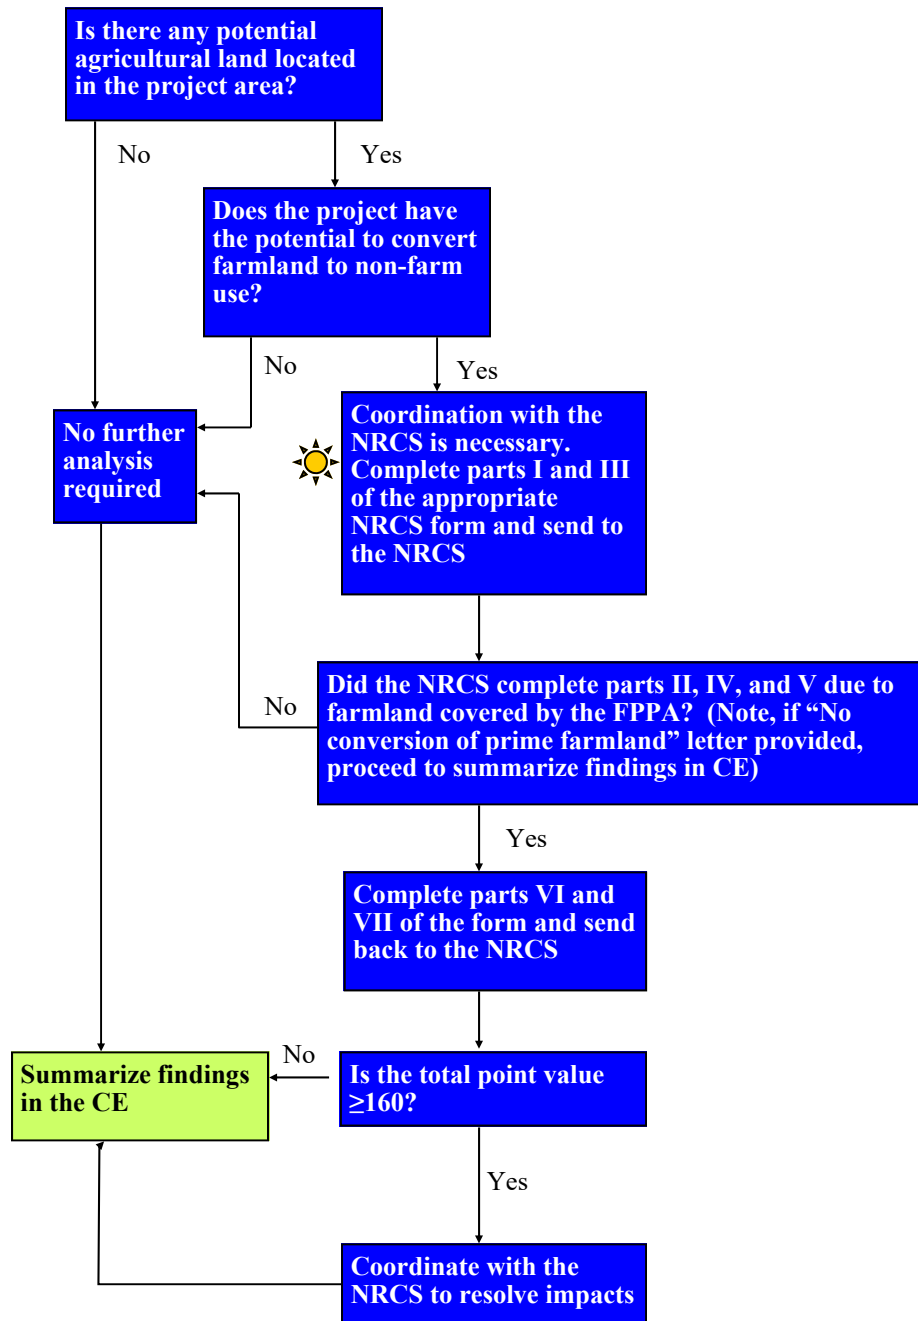 Is there any potential
agricultural land located
in the project area?
No
Yes
Does the project have
the potential to convert
farmland to non-farm
use?
No
Yes
No further
analysis
required
Coordination with the
NRCS is necessary.
Complete parts I and III
of the appropriate
NRCS form and send to
the NRCS
No
Did the NRCS complete parts II, IV, and V due to
farmland covered by the FPPA?  (Note, if “No
conversion of prime farmland” letter provided,
proceed to summarize findings in CE)
Yes
Complete parts VI and
VII of the form and send
back to the NRCS
Summarize findings
in the CE
No
Is the total point value
≥160?
Yes
Coordinate with the
NRCS to resolve impacts